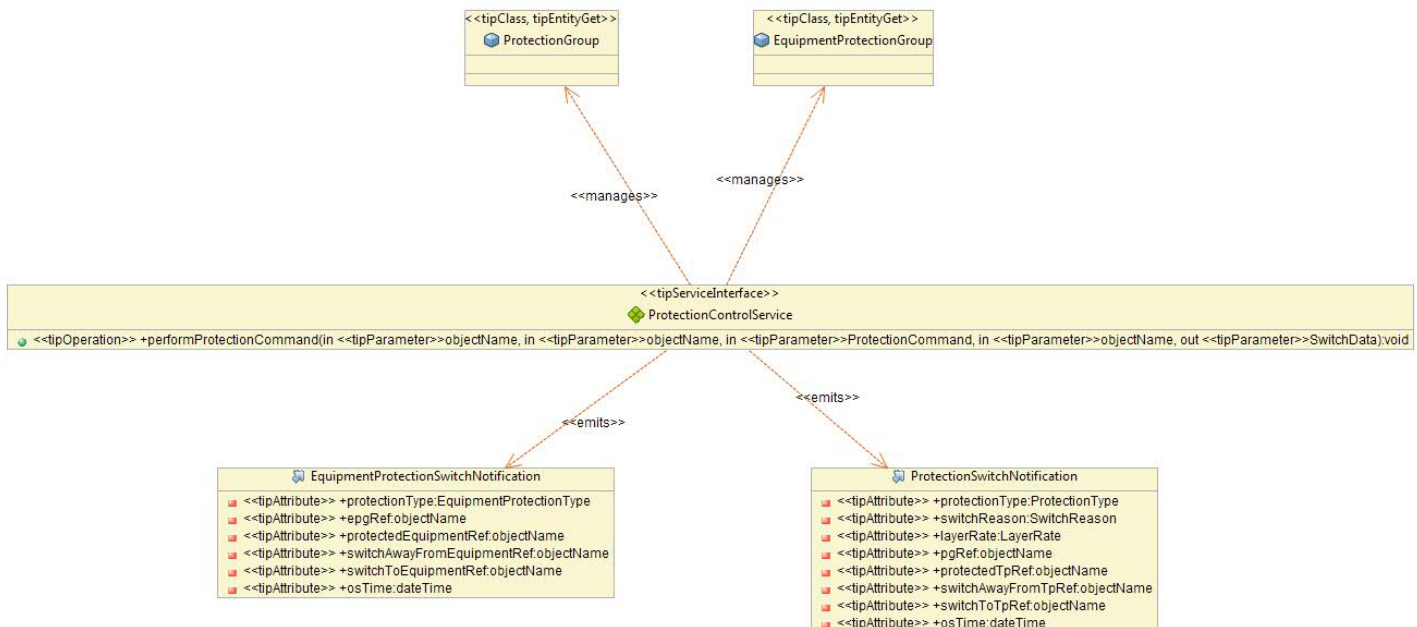 <<tipClass, tipEntityGet>>
ProtectionGroup
<<tipClass, tipEntityGet>>
EquipmentProtectionGroup
<<manages>>
<<manages>>
<<tipServiceInterface>>
ProtectionControlService
<<tipOperation>> +performProtectionCommand(in <<tipParameter>>objectName, in <<tipParameter>>objectName, in <<tipParameter>>ProtectionCommand, in <<tipParameter>>objectName, out <<tipParameter>>SwitchData):void
<<emits>>
<<emits>>
EquipmentProtectionSwitchNotification
<<tipAttribute>> +protectionType:EquipmentProtectionType
<<tipAttribute>> +epgRef:objectName
<<tipAttribute>> +protectedEquipmentRef:objectName
<<tipAttribute>> +switchAwayFromEquipmentRef:objectName
<<tipAttribute>> +switchToEquipmentRef:objectName
<<tipAttribute>> +osTime:dateTime
ProtectionSwitchNotification
<<tipAttribute>> +protectionType:ProtectionType
<<tipAttribute>> +switchReason:SwitchReason
<<tipAttribute>> +layerRate:LayerRate
<<tipAttribute>> +pgRef:objectName
<<tipAttribute>> +protectedTpRef:objectName
<<tipAttribute>> +switchAwayFromTpRef:objectName
<<tipAttribute>> +switchToTpRef:objectName
<<tipAttribute>> +osTime:dateTime